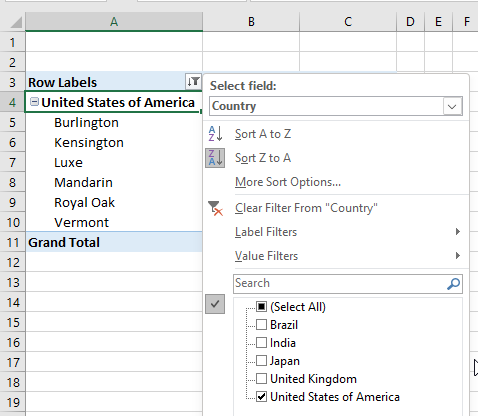 A B C D E F
1
2
3 Row Labels Select field:
4 United States of America Country
5 Burlington Sort A to Z
6 Kensington Sort Z to A
7 Luxe
8 Mandarin More Sort Options...
9 Royal Oak Clear Filter From "Country"
10 Vermont Label Filters
11 Grand Total Value Filters
12
13 Search
14 (Select All)
15 Brazil
16 India
17 Japan
18 United Kingdom
19 United States of America